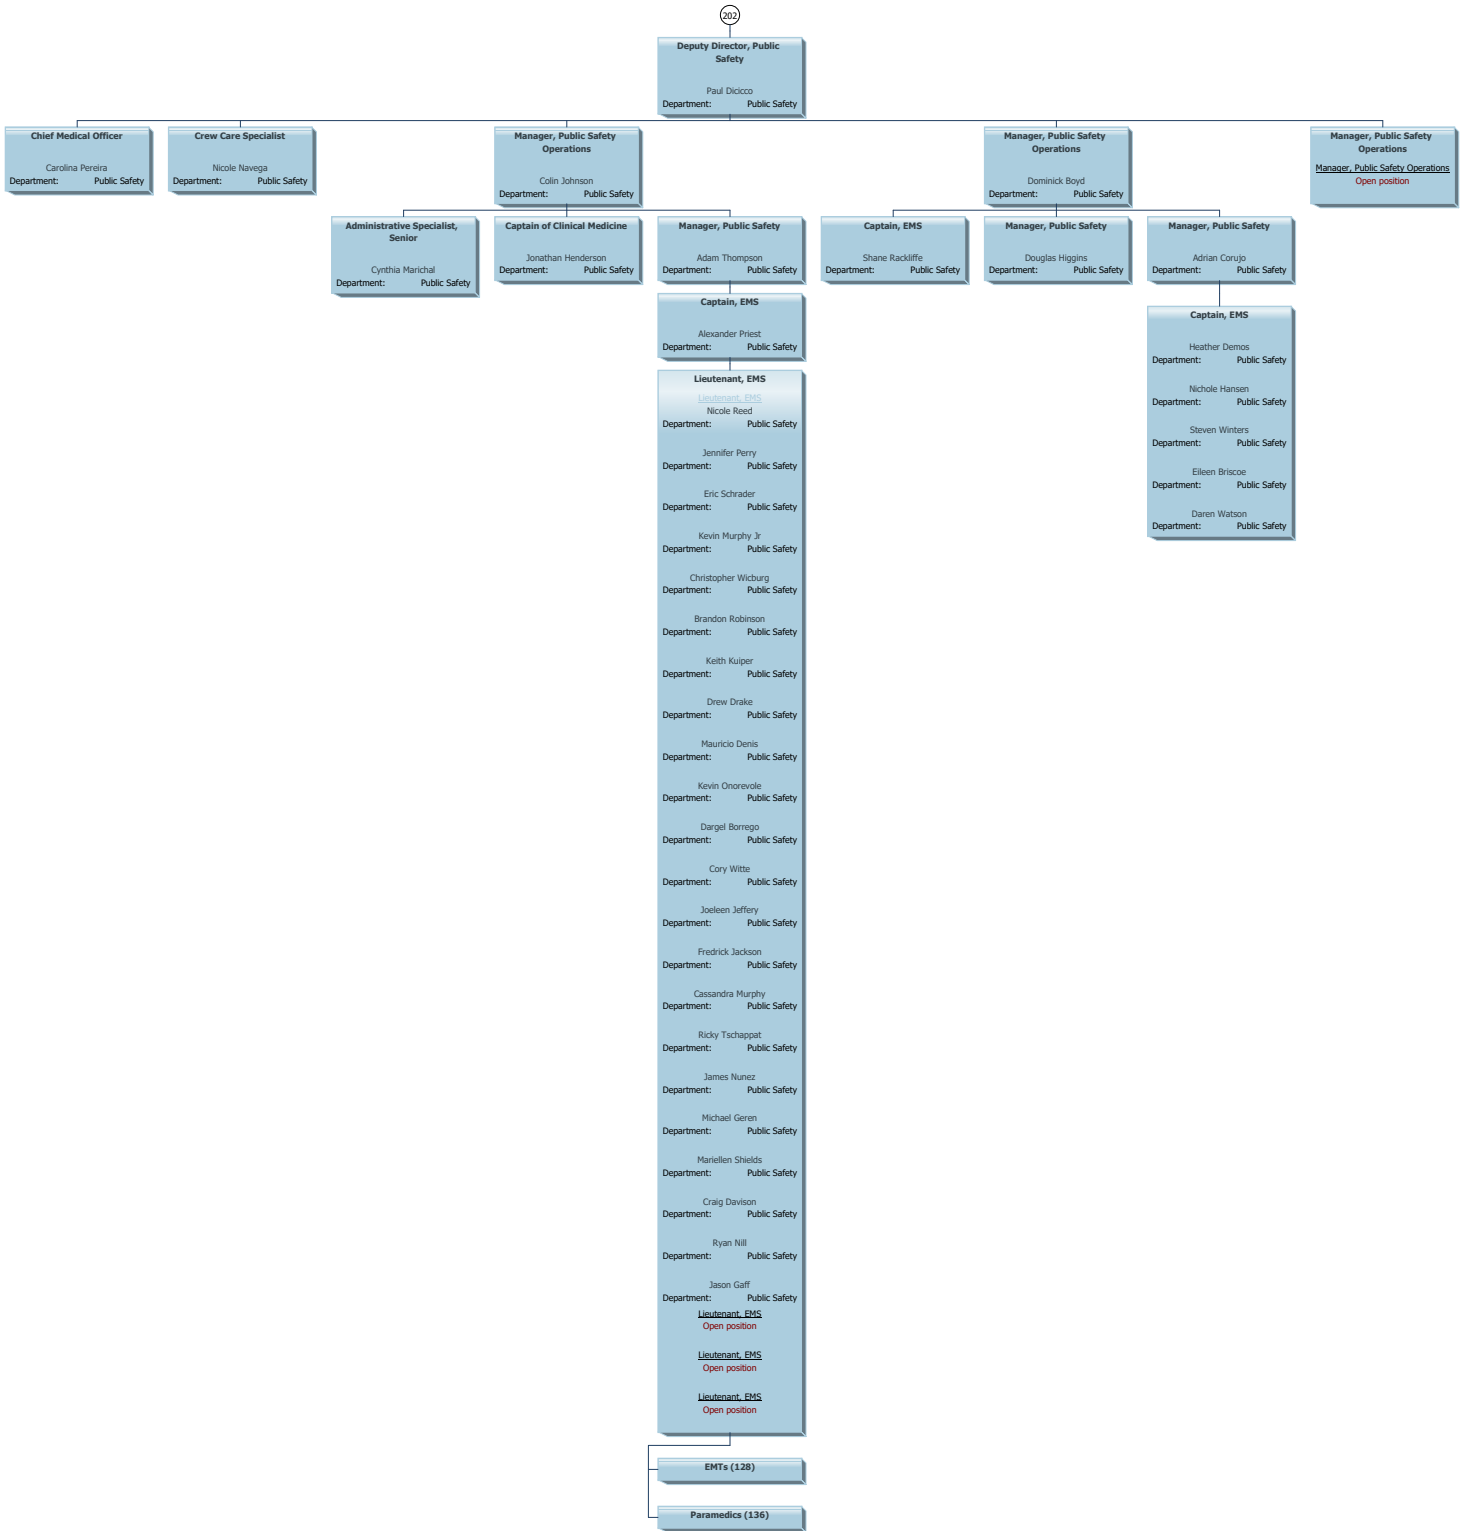 202
Deputy Director, Public
Safety
Paul Dicicco
Department: Public Safety
Chief Medical Officer
Carolina Pereira
Department: Public Safety
Crew Care Specialist
Nicole Navega
Department: Public Safety
Manager, Public Safety
Operations
Colin Johnson
Department: Public Safety
Manager, Public Safety
Operations
Dominick Boyd
Department: Public Safety
Manager, Public Safety
Operations
Manager, Public Safety Operations
Open position
Administrative Specialist,
Senior
Cynthia Marichal
Department: Public Safety
Captain of Clinical Medicine
Jonathan Henderson
Department: Public Safety
Manager, Public Safety
Adam Thompson
Department: Public Safety
Captain, EMS
Shane Rackliffe
Department: Public Safety
Manager, Public Safety
Douglas Higgins
Department: Public Safety
Manager, Public Safety
Adrian Corujo
Department: Public Safety
Captain, EMS
Alexander Priest
Department: Public Safety
Captain, EMS
Heather Demos
Department: Public Safety
Nichole Hansen
Department: Public Safety
Steven Winters
Department: Public Safety
Eileen Briscoe
Department: Public Safety
Daren Watson
Department: Public Safety
Lieutenant, EMS
Lieutenant, EMS
Nicole Reed
Department: Public Safety
Jennifer Perry
Department: Public Safety
Eric Schrader
Department: Public Safety
Kevin Murphy Jr
Department: Public Safety
Christopher Wicburg
Department: Public Safety
Brandon Robinson
Department: Public Safety
Keith Kuiper
Department: Public Safety
Drew Drake
Department: Public Safety
Mauricio Denis
Department: Public Safety
Kevin Onorevole
Department: Public Safety
Dargel Borrego
Department: Public Safety
Cory Witte
Department: Public Safety
Joeleen Jeffery
Department: Public Safety
Fredrick Jackson
Department: Public Safety
Cassandra Murphy
Department: Public Safety
Ricky Tschappat
Department: Public Safety
James Nunez
Department: Public Safety
Michael Geren
Department: Public Safety
Mariellen Shields
Department: Public Safety
Craig Davison
Department: Public Safety
Ryan Nill
Department: Public Safety
Jason Gaff
Department: Public Safety
Lieutenant, EMS
Open position
Lieutenant, EMS
Open position
Lieutenant, EMS
Open position
EMTs (128)
Paramedics (136)